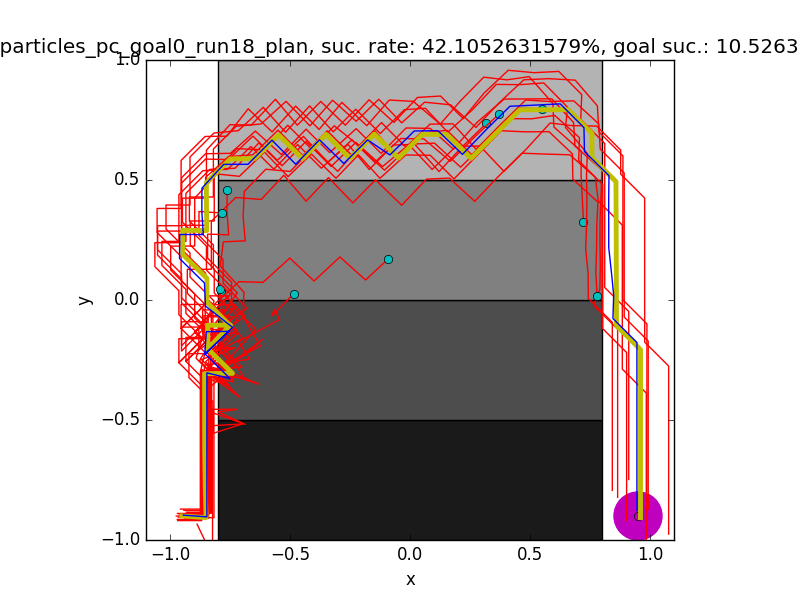 particles_pc_goal0_run18_plan, suc. rate: 42.1052631579%, goal suc.: 10.5263
1.0
0.5
0.0
−0.5
−1.0
y
−1.0 −0.5 0.0 0.5 1.0
x